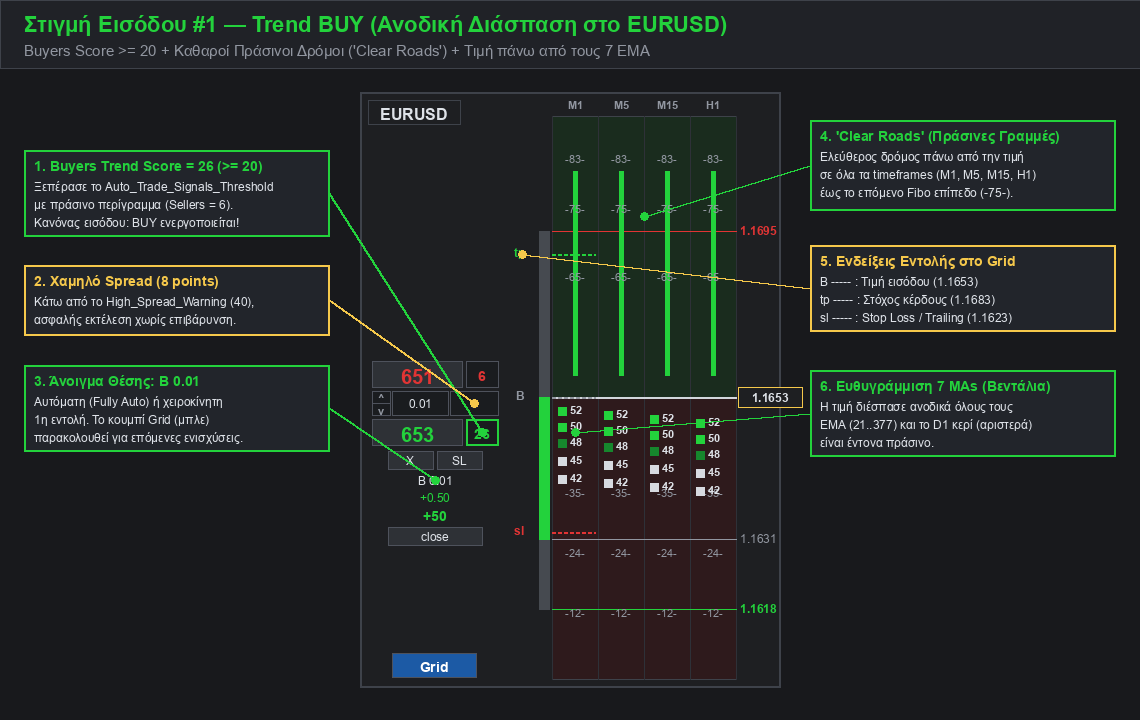 Στιγμή Εισόδου #1 — Trend BUY (Ανοδική Διάσπαση στο EURUSD)
Buyers Score >= 20 + Καθαροί Πράσινοι Δρόμοι ('Clear Roads') + Τιμή πάνω από τους 7 EMA
1. Buyers Trend Score = 26 (>= 20)
Ξεπέρασε το Auto_Trade_Signals_Threshold
με πράσινο περίγραμμα (Sellers = 6).
Κανόνας εισόδου: BUY ενεργοποιείται!
2. Χαμηλό Spread (8 points)
Κάτω από το High_Spread_Warning (40),
ασφαλής εκτέλεση χωρίς επιβάρυνση.
3. Άνοιγμα Θέσης: B 0.01
Αυτόματη (Fully Auto) ή χειροκίνητη
1η εντολή. Το κουμπί Grid (μπλε)
παρακολουθεί για επόμενες ενισχύσεις.
EURUSD
651
6
^
v
0.01
653
26
X
SL
B 0.01
+0.50
+50
close
Grid
M1 M5 M15 H1
-83- -83- -83- -83-
-75- -75- -75- -75-
1.1695
-65- -65- -65- -65-
B
1.1653
52 52 52 52
50 50 50 50
48 48 48 48
45 45 45 45
42 42 42 42
-35- -35- -35-
sl
1.1631
-24- -24- -24- -24-
1.1618
-12- -12- -12- -12-
4. 'Clear Roads' (Πράσινες Γραμμές)
Ελεύθερος δρόμος πάνω από την τιμή
σε όλα τα timeframes (M1, M5, M15, H1)
έως το επόμενο Fibo επίπεδο (-75-).
5. Ενδείξεις Εντολής στο Grid
B ----- : Τιμή εισόδου (1.1653)
tp ----- : Στόχος κέρδους (1.1683)
sl ----- : Stop Loss / Trailing (1.1623)
6. Ευθυγράμμιση 7 MAs (Βεντάλια)
Η τιμή διέσπασε ανοδικά όλους τους
EMA (21..377) και το D1 κερί (αριστερά)
είναι έντονα πράσινο.